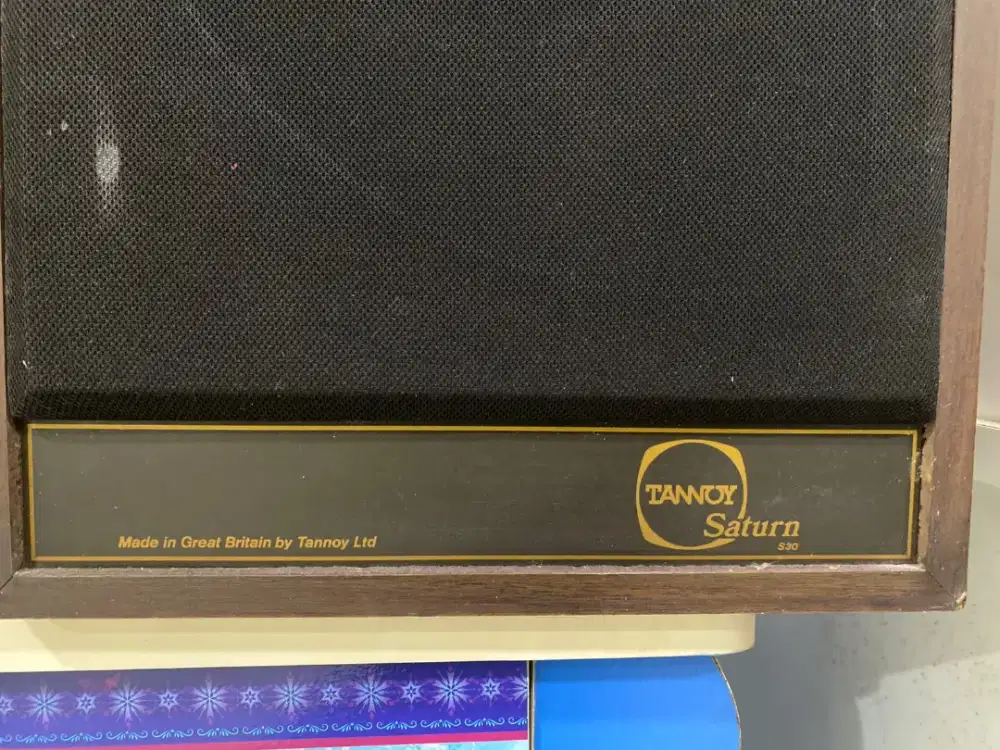 TANNOY
Saturn
S30
Made in Great Britain by Tannoy Ltd